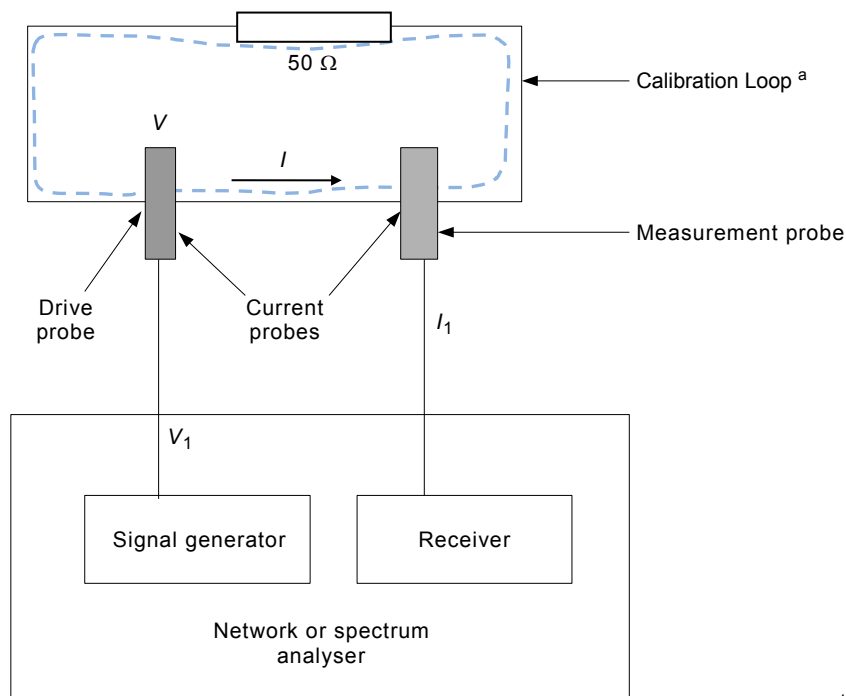 50 Ω
Calibration Loop a
V
I
Measurement probe
Drive
probe
Current
probes
I1
V1
Signal generator
Receiver
Network or spectrum
analyser